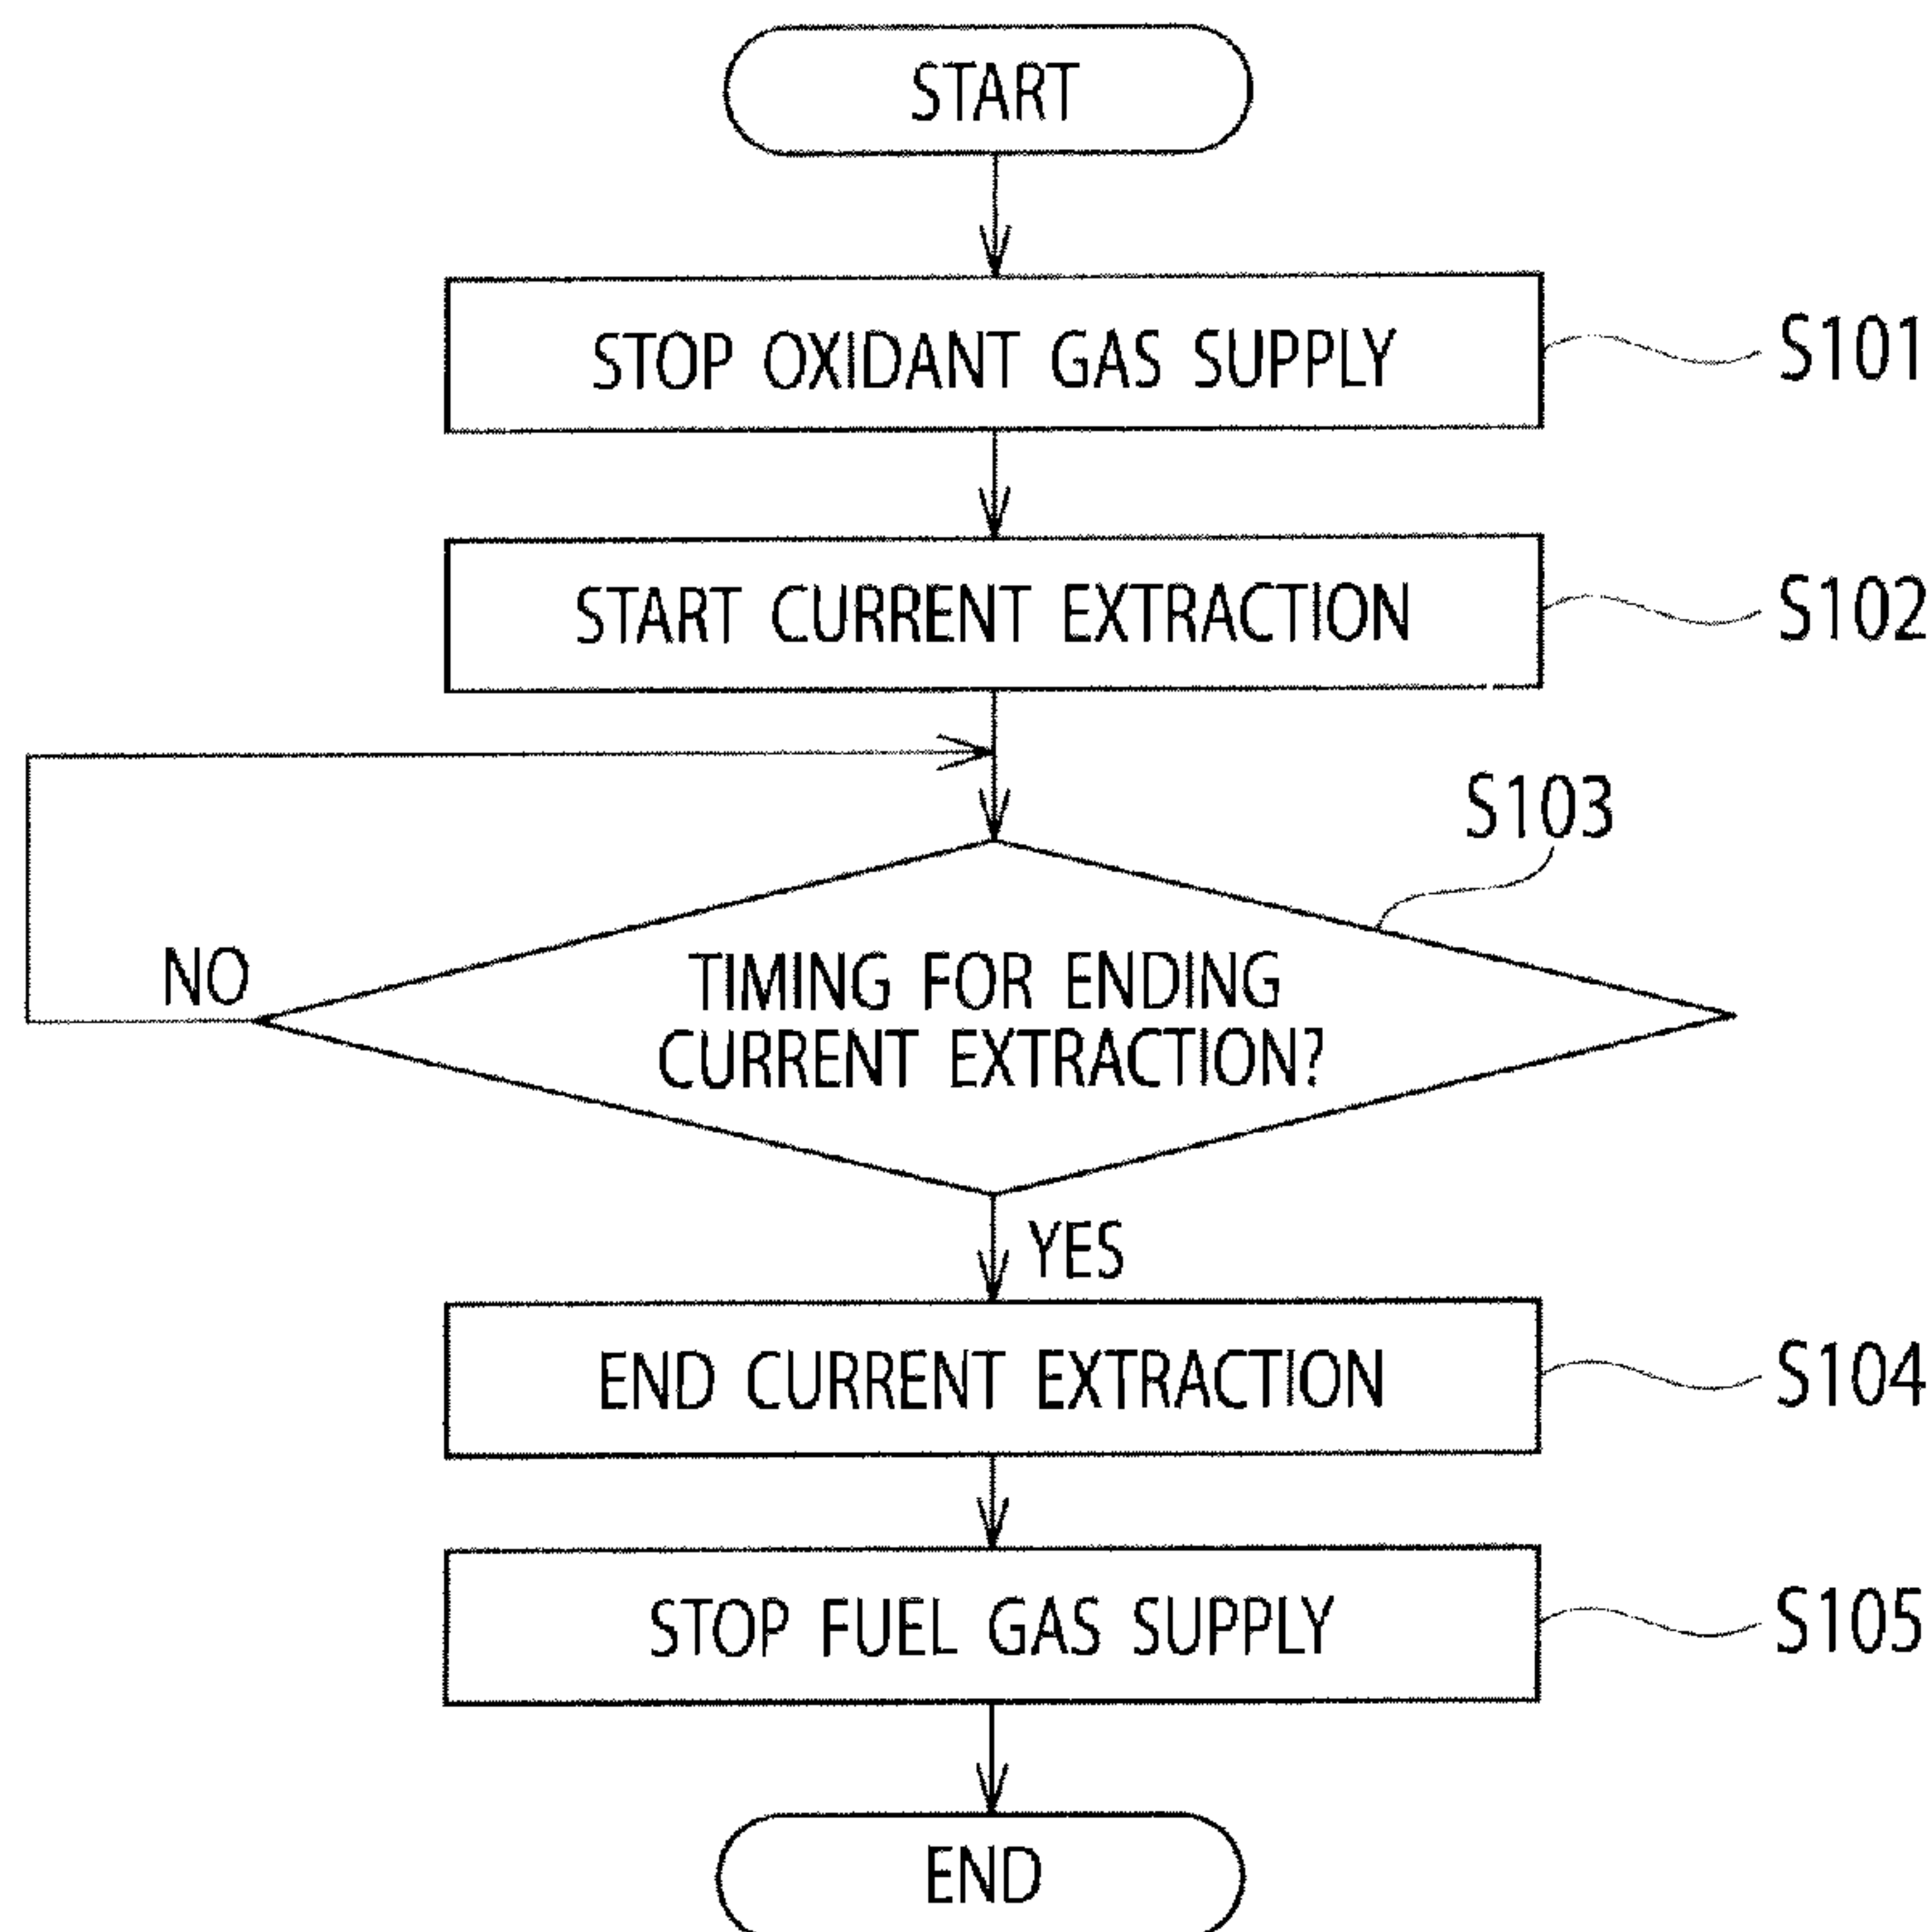 START
STOP OXIDANT GAS SUPPLY
S101
START CURRENT EXTRACTION
S102
S103
NO
TIMING FOR ENDING
CURRENT EXTRACTION?
YES
END CURRENT EXTRACTION
S104
STOP FUEL GAS SUPPLY
S105
END